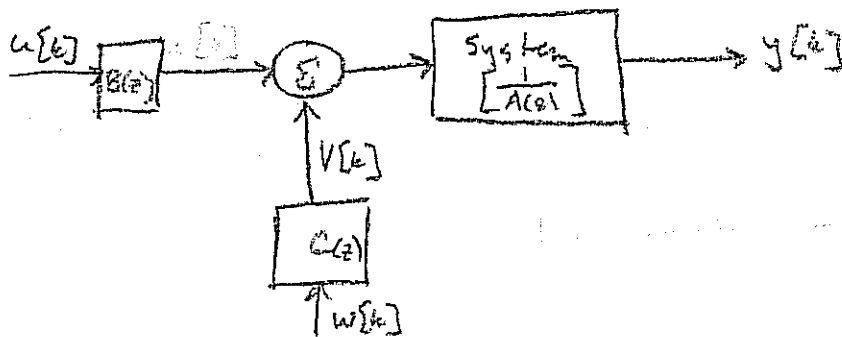 u[k]
B(z)
Σ
System
[1/A(z)]
y[k]
V[k]
C(z)
w[k]